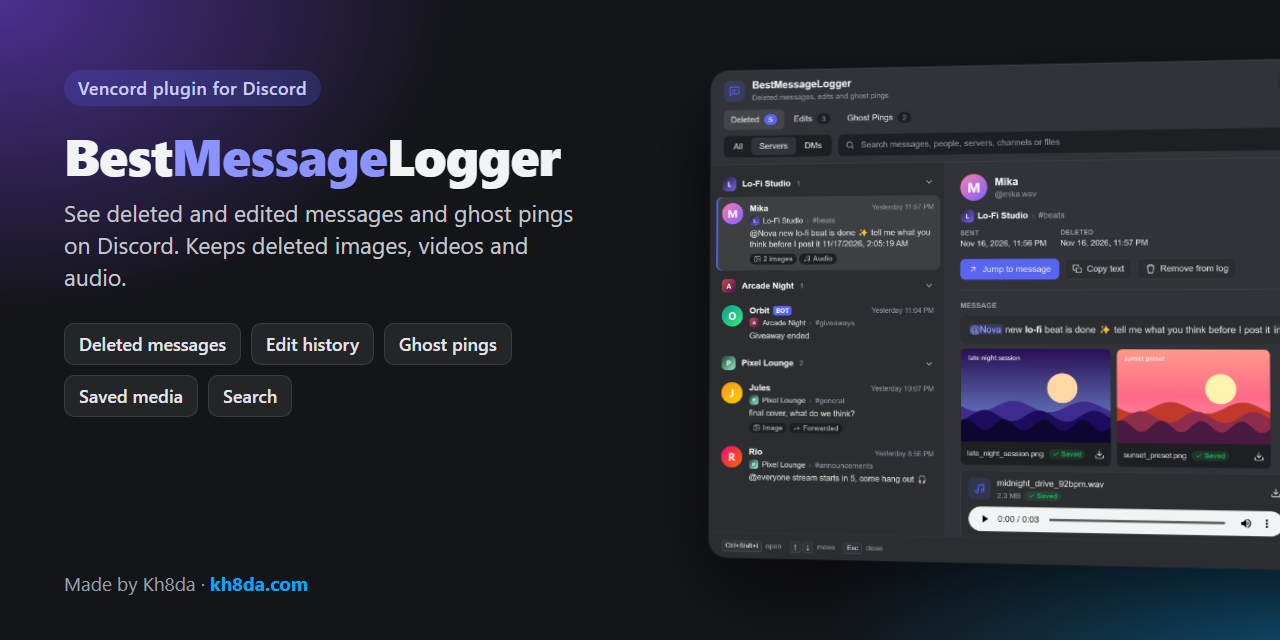 Vencord plugin for Discord
BestMessageLogger
See deleted and edited messages and ghost pings
on Discord. Keeps deleted images, videos and
audio.
Deleted messages
Edit history
Ghost pings
Saved media
Search
Made by Kh8da · kh8da.com
BestMessageLogger
Deleted messages, edits and ghost pings
Deleted 5
Edits 3
Ghost Pings 2
All
Servers
DMs
Search messages, people, servers, channels or files
L Lo-Fi Studio 1
M
Mika
Yesterday 11:57 PM
L Lo-Fi Studio › #beats
@Nova new lo-fi beat is done ✨ tell me what you
think before I post it 11/17/2026, 2:05:19 AM
2 images
Audio
A Arcade Night 1
O
Orbit BOT
Yesterday 11:04 PM
A Arcade Night › #giveaways
Giveaway ended
P Pixel Lounge 2
J
Jules
Yesterday 10:07 PM
P Pixel Lounge › #general
final cover, what do we think?
Image
Forwarded
R
Rio
Yesterday 8:56 PM
P Pixel Lounge › #announcements
@everyone stream starts in 5, come hang out 🎧
Ctrl+Shift+I open ↑ ↓ move Esc close
M
Mika
@mika.wav
L Lo-Fi Studio › #beats
SENT
DELETED
Nov 16, 2026, 11:56 PM
Nov 16, 2026, 11:57 PM
Jump to message
Copy text
Remove from log
MESSAGE
@Nova new lo-fi beat is done ✨ tell me what you think before I post it
late night session
sunset preset
late_night_session.png ✓ Saved
sunset_preset.png ✓ Saved
midnight_drive_92bpm.wav
2.3 MB ✓ Saved
0:00 / 0:03